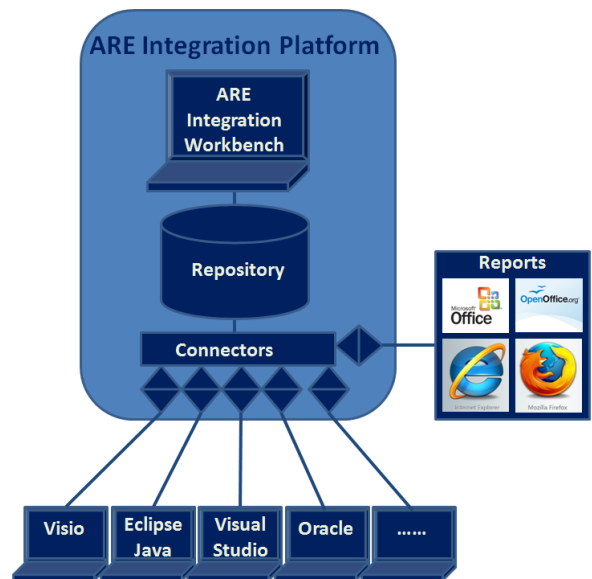 ARE Integration Platform
ARE
Integration
Workbench
Repository
Connectors
Reports
Microsoft
Office
OpenOffice.org
Internet Explorer
Mozilla Firefox
Visio
Eclipse
Java
Visual
Studio
Oracle
......